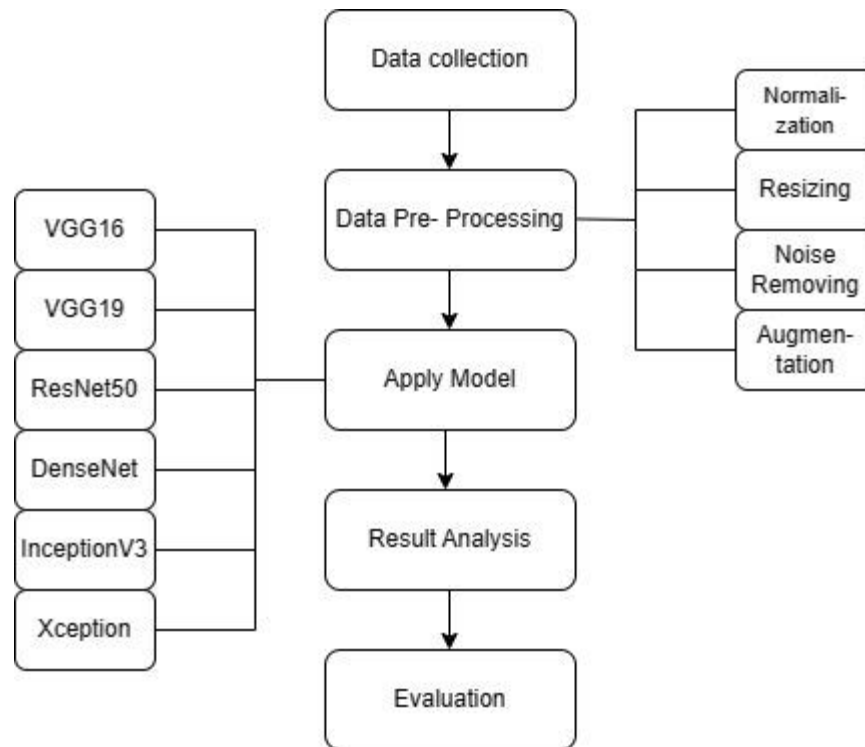 Data collection
Normali-
zation
Data Pre- Processing
Resizing
Noise
Removing
Augmen-
tation
VGG16
VGG19
ResNet50
DenseNet
InceptionV3
Xception
Apply Model
Result Analysis
Evaluation